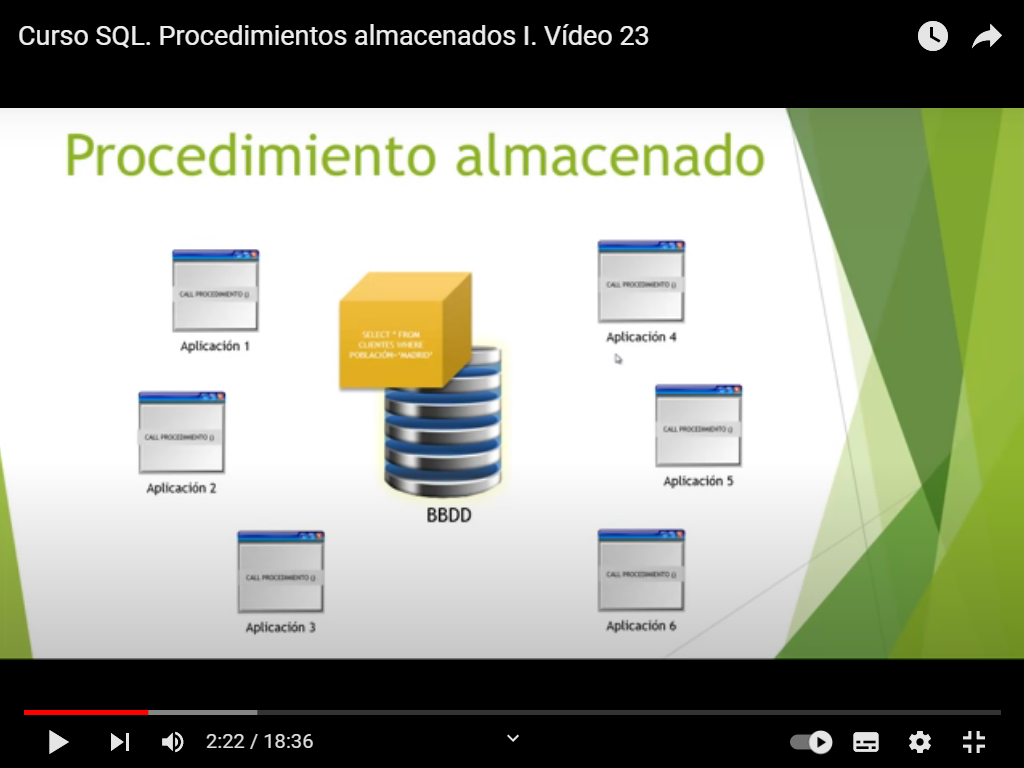 Curso SQL. Procedimientos almacenados I. Vídeo 23
Procedimiento almacenado
CALL PROCEDIMIENTO ()
Aplicación 1
CALL PROCEDIMIENTO ()
Aplicación 2
CALL PROCEDIMIENTO ()
Aplicación 3
SELECT * FROM
CLIENTES WHERE
POBLACIÓN="MADRID"
BBDD
CALL PROCEDIMIENTO ()
Aplicación 4
CALL PROCEDIMIENTO ()
Aplicación 5
CALL PROCEDIMIENTO ()
Aplicación 6
2:22 / 18:36